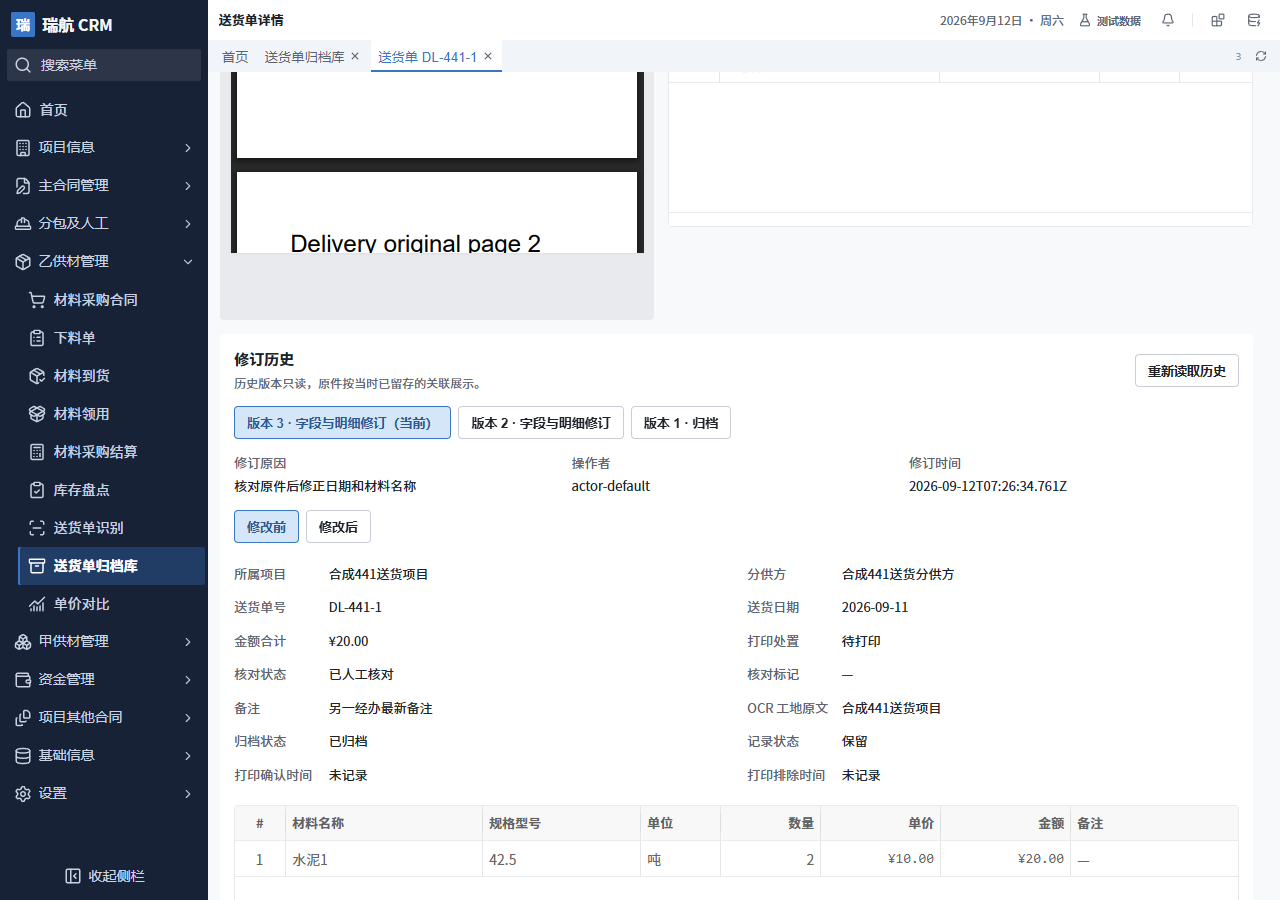 瑞 瑞航 CRM
搜索菜单
首页
项目信息
主合同管理
分包及人工
乙供材管理
材料采购合同
下料单
材料到货
材料领用
材料采购结算
库存盘点
送货单识别
送货单归档库
单价对比
甲供材管理
资金管理
项目其他合同
基础信息
设置
收起侧栏
送货单详情
2026年9月12日 · 周六 测试数据
首页 送货单归档库 × 送货单 DL-441-1 × 3
Delivery original page 2
修订历史
历史版本只读，原件按当时已留存的关联展示。
重新读取历史
版本 3 · 字段与明细修订（当前） 版本 2 · 字段与明细修订 版本 1 · 归档
修订原因 操作者 修订时间
核对原件后修正日期和材料名称 actor-default 2026-09-12T07:26:34.761Z
修改前 修改后
所属项目 合成441送货项目 分供方 合成441送货分供方
送货单号 DL-441-1 送货日期 2026-09-11
金额合计 ¥20.00 打印处置 待打印
核对状态 已人工核对 核对标记 —
备注 另一经办最新备注 OCR 工地原文 合成441送货项目
归档状态 已归档 记录状态 保留
打印确认时间 未记录 打印排除时间 未记录
# 材料名称 规格型号 单位 数量 单价 金额 备注
1 水泥1 42.5 吨 2 ¥10.00 ¥20.00 —